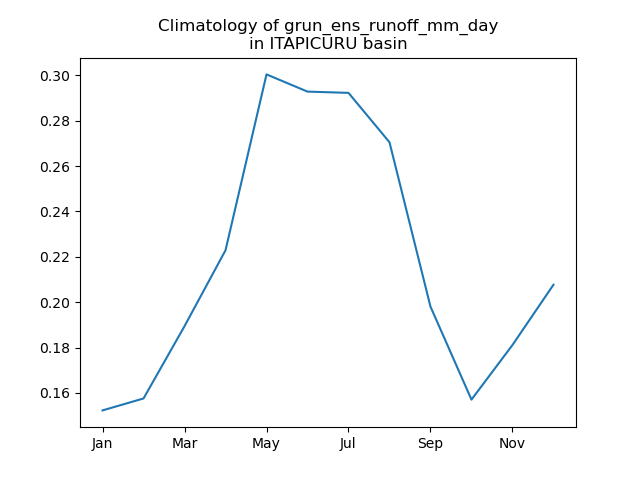 Climatology of grun_ens_runoff_mm_day
in ITAPICURU basin
0.30
0.28
0.26
0.24
0.22
0.20
0.18
0.16
Jan Mar May Jul Sep Nov